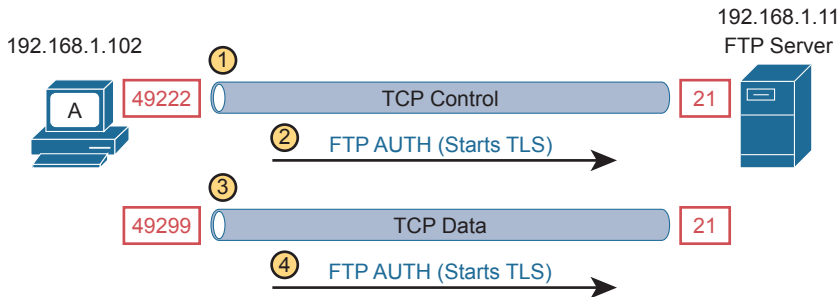 192.168.1.11
FTP Server
192.168.1.102
A
1
49222
TCP Control
21
2
FTP AUTH (Starts TLS)
3
49299
TCP Data
21
4
FTP AUTH (Starts TLS)